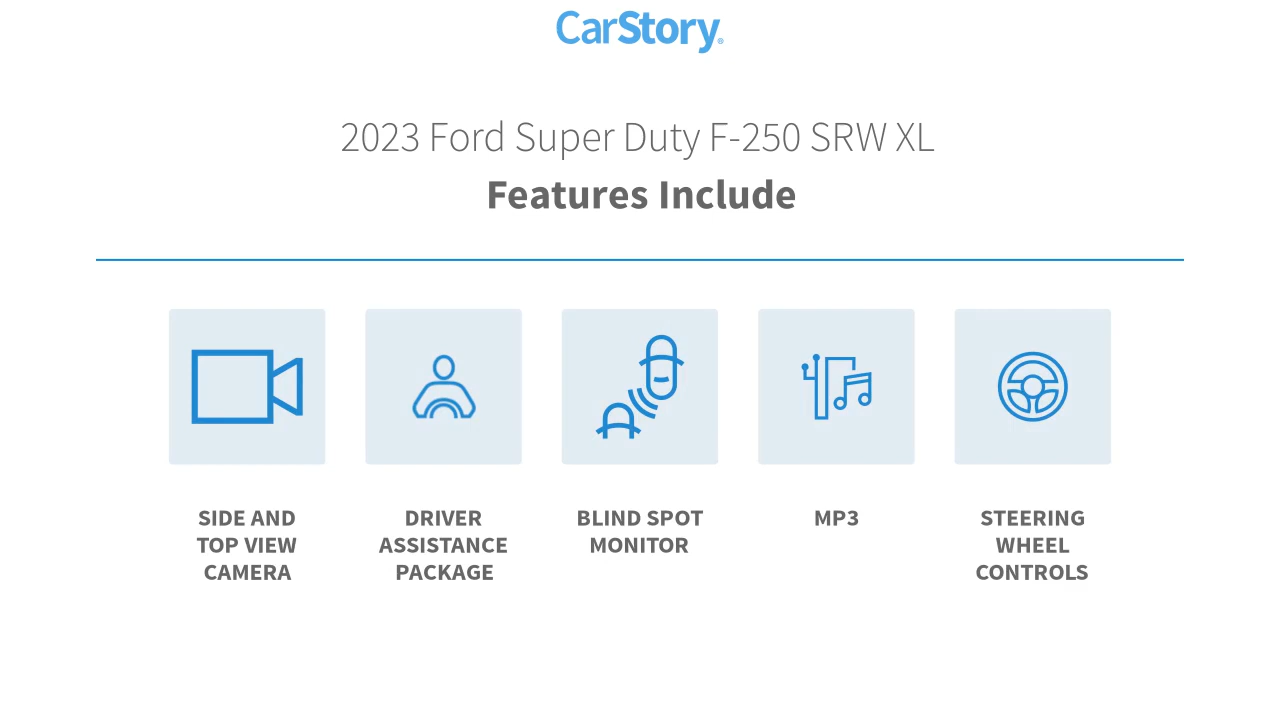 CarStory®
2023 Ford Super Duty F-250 SRW XL
Features Include
SIDE AND
TOP VIEW
CAMERA
DRIVER
ASSISTANCE
PACKAGE
BLIND SPOT
MONITOR
MP3
STEERING
WHEEL
CONTROLS